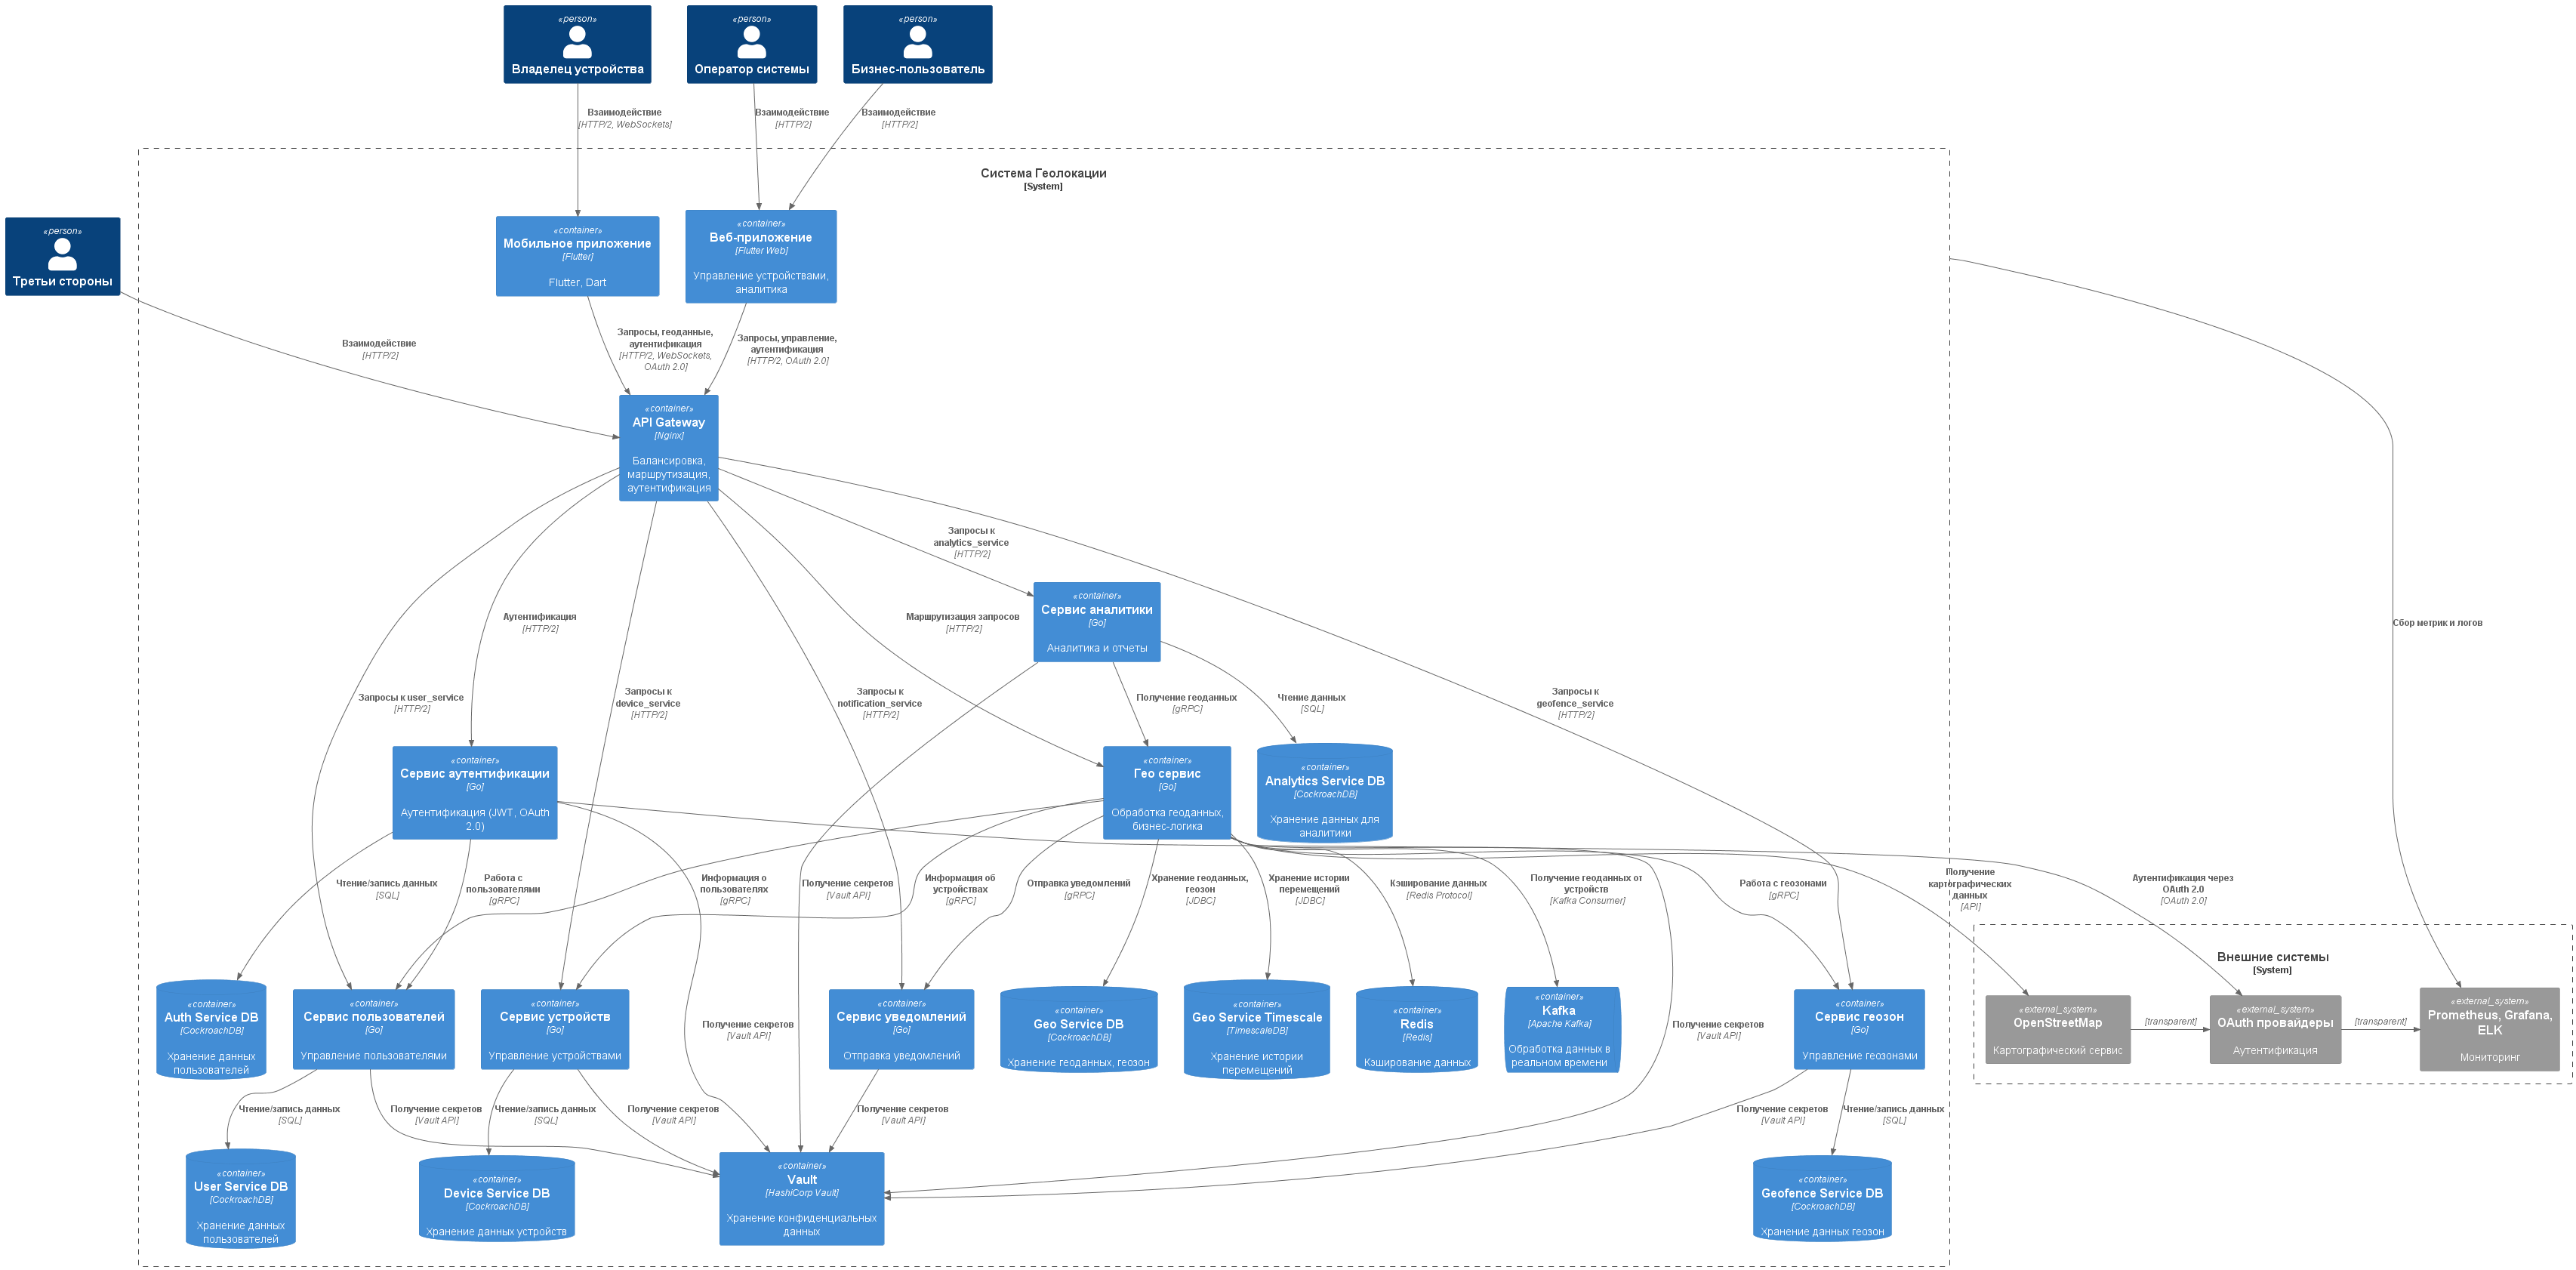 «person»
Владелец устройства
«person»
Оператор системы
«person»
Бизнес-пользователь
Взаимодействие
[HTTP/2, WebSockets]
Взаимодействие
[HTTP/2]
Взаимодействие
[HTTP/2]
Система Геолокации
[System]
«person»
Третьи стороны
«container»
Мобильное приложение
[Flutter]
Flutter, Dart
«container»
Веб-приложение
[Flutter Web]
Управление устройствами,
аналитика
Взаимодействие
[HTTP/2]
Запросы, геоданные,
аутентификация
[HTTP/2, WebSockets,
OAuth 2.0]
Запросы, управление,
аутентификация
[HTTP/2, OAuth 2.0]
«container»
API Gateway
[Nginx]
Балансировка,
маршрутизация,
аутентификация
Запросы к
analytics_service
[HTTP/2]
Аутентификация
[HTTP/2]
Маршрутизация запросов
[HTTP/2]
«container»
Сервис аналитики
[Go]
Аналитика и отчеты
Сбор метрик и логов
Запросы к user_service
[HTTP/2]
Запросы к
device_service
[HTTP/2]
Запросы к
notification_service
[HTTP/2]
Получение геоданных
[gRPC]
Чтение данных
[SQL]
Запросы к
geofence_service
[HTTP/2]
«container»
Сервис аутентификации
[Go]
Аутентификация (JWT, OAuth
2.0)
«container»
Гео сервис
[Go]
Обработка геоданных,
бизнес-логика
«container»
Analytics Service DB
[CockroachDB]
Хранение данных для
аналитики
Чтение/запись данных
[SQL]
Работа с
пользователями
[gRPC]
Информация о
пользователях
[gRPC]
Получение секретов
[Vault API]
Информация об
устройствах
[gRPC]
Отправка уведомлений
[gRPC]
Хранение геоданных,
геозон
[JDBC]
Хранение истории
перемещений
[JDBC]
Кэширование данных
[Redis Protocol]
Получение геоданных от
устройств
[Kafka Consumer]
Работа с геозонами
[gRPC]
Получение
картографических
данных
[API]
Аутентификация через
OAuth 2.0
[OAuth 2.0]
Внешние системы
[System]
«container»
Auth Service DB
[CockroachDB]
Хранение данных
пользователей
«container»
Сервис пользователей
[Go]
Управление пользователями
«container»
Сервис устройств
[Go]
Управление устройствами
Получение секретов
[Vault API]
«container»
Сервис уведомлений
[Go]
Отправка уведомлений
«container»
Geo Service DB
[CockroachDB]
Хранение геоданных, геозон
«container»
Geo Service Timescale
[TimescaleDB]
Хранение истории
перемещений
«container»
Redis
[Redis]
Кэширование данных
«container»
Kafka
[Apache Kafka]
Обработка данных в
реальном времени
Получение секретов
[Vault API]
«container»
Сервис геозон
[Go]
Управление геозонами
«external_system»
OpenStreetMap
Картографический сервис
[transparent]
«external_system»
OAuth провайдеры
Аутентификация
[transparent]
«external_system»
Prometheus, Grafana,
ELK
Мониторинг
Чтение/запись данных
[SQL]
Получение секретов
[Vault API]
Чтение/запись данных
[SQL]
Получение секретов
[Vault API]
Получение секретов
[Vault API]
Получение секретов
[Vault API]
Чтение/запись данных
[SQL]
«container»
User Service DB
[CockroachDB]
Хранение данных
пользователей
«container»
Device Service DB
[CockroachDB]
Хранение данных устройств
«container»
Vault
[HashiCorp Vault]
Хранение конфиденциальных
данных
«container»
Geofence Service DB
[CockroachDB]
Хранение данных геозон